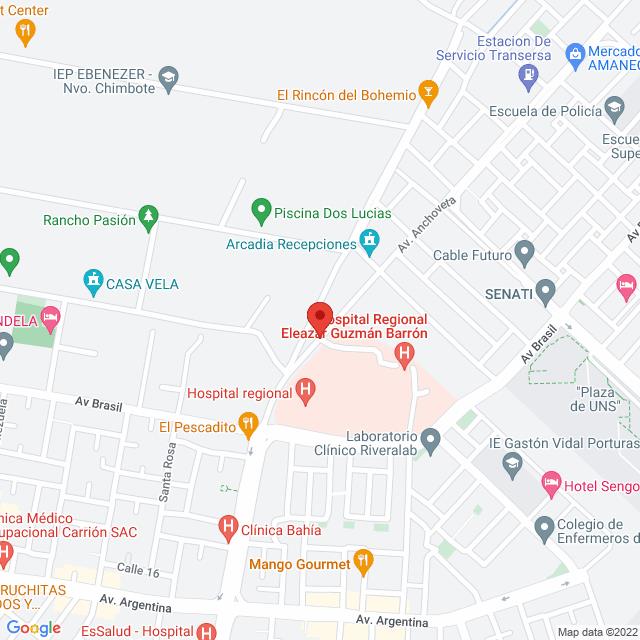 t Center
IEP EBENEZER -
Nvo. Chimbote
El Rincón del Bohemio
Estacion De
Servicio Transersa
Mercado
AMANEC
Escuela de Policía
Escue
Supe
Rancho Pasión
Piscina Dos Lucias
Arcadia Recepciones
Av. Anchoveta
Cable Futuro
SENATI
CASA VELA
NDELA
Hospital Regional
Eleazar Guzmán Barrón
Av Brasil
Hospital regional
"Plaza
de UNS"
Av Brasil
El Pescadito
Santa Rosa
Laboratorio
Clínico Riveralab
IE Gastón Vidal Porturas
Hotel Sengo
Colegio de
Enfermeros d
nica Médico
upacional Carrión SAC
Clínica Bahía
Calle 16
Mango Gourmet
RUCHITAS
DOS Y...
Av. Argentina
Av. Argentina
EsSalud - Hospital
Google
Map data ©2022